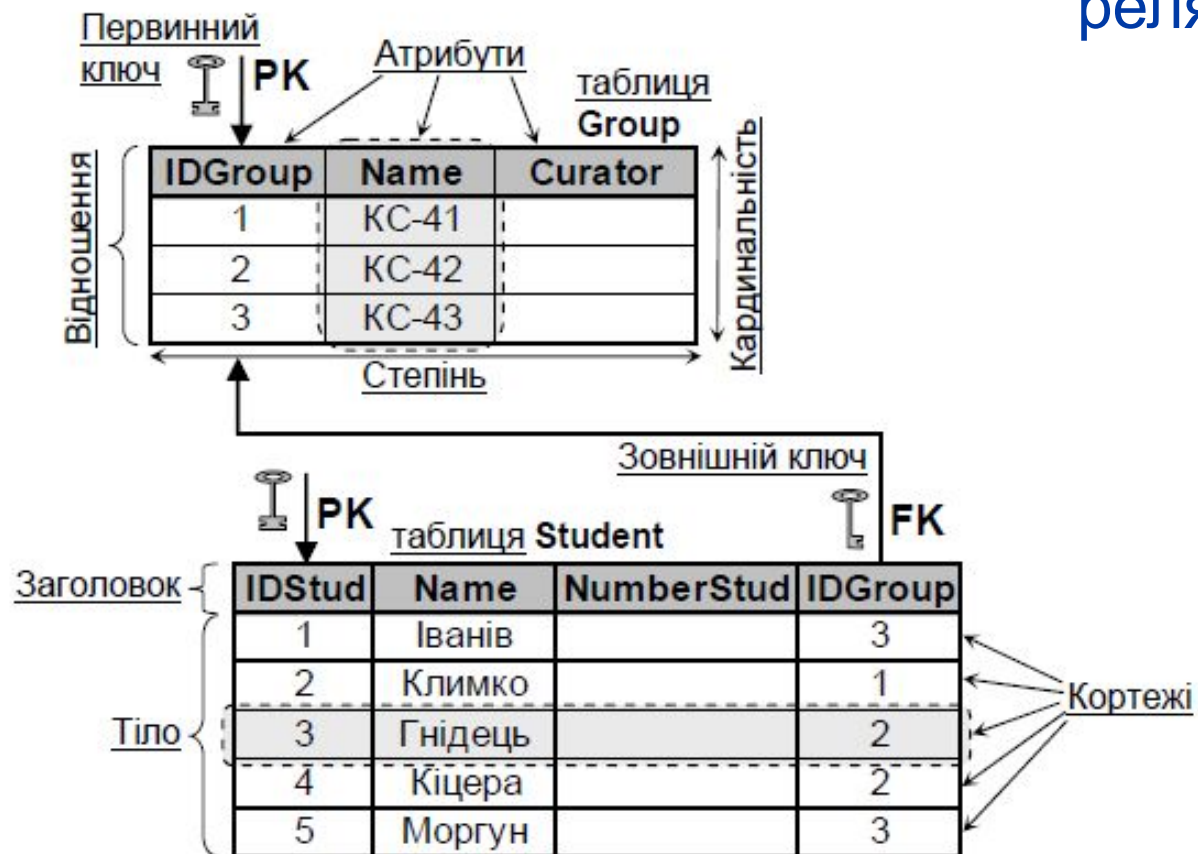 реля
Первинний
ключ
PK
Атрибути
таблиця
Group
Відношення
IDGroup Name Curator
1 КС-41
2 КС-42
3 КС-43
Кардинальність
Степінь
Зовнішній ключ
PK
таблиця Student
FK
Заголовок
IDStud Name NumberStud IDGroup
Тіло
1 Іванів 3
2 Климко 1
3 Гнідець 2
4 Кіцера 2
5 Моргун 3
Кортежі